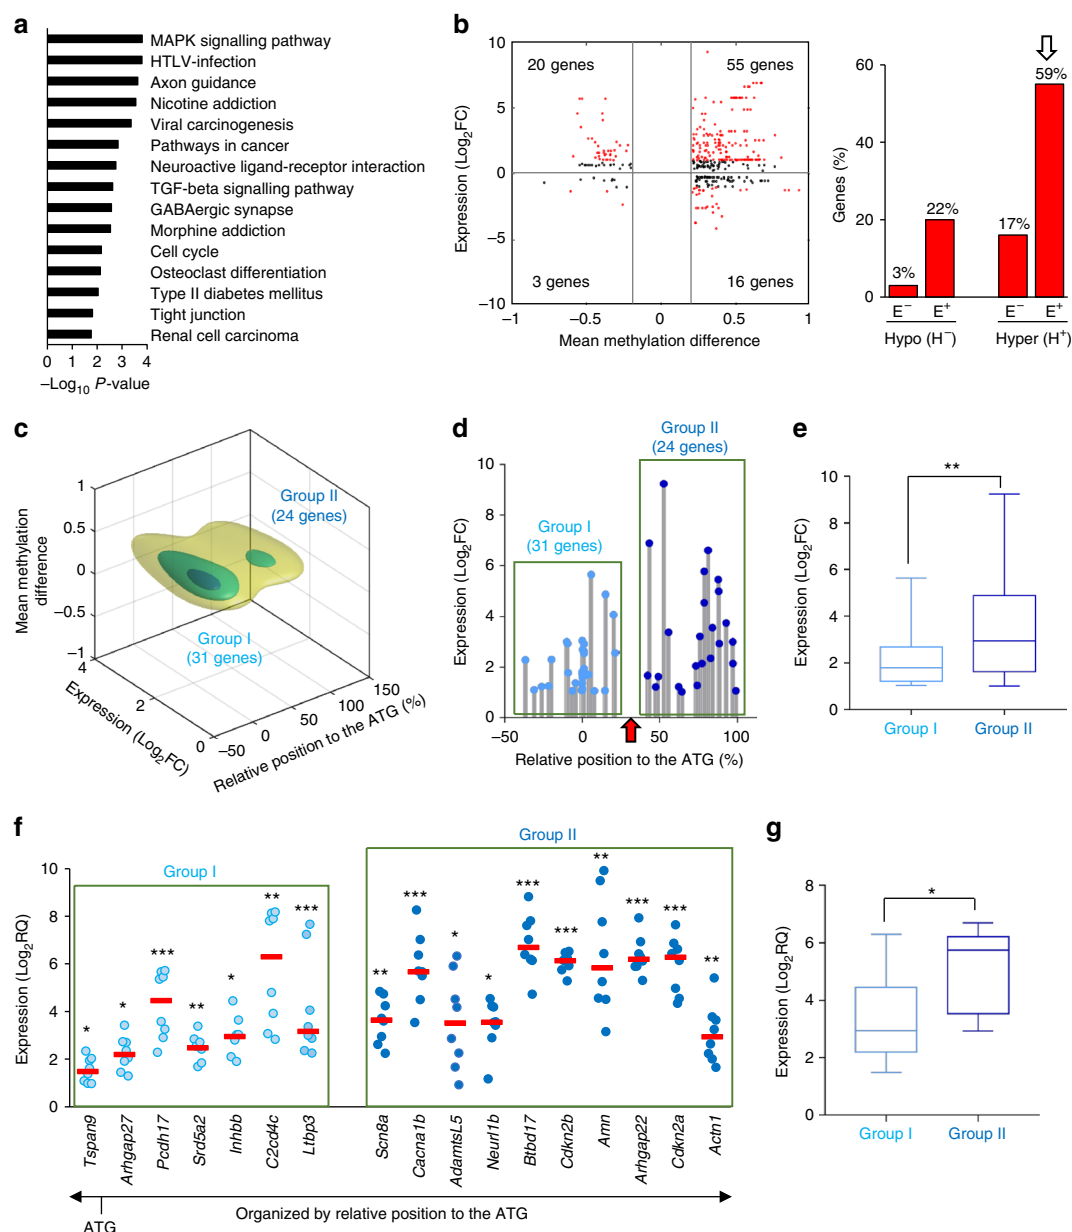 a
MAPK signalling pathway
HTLV-infection
Axon guidance
Nicotine addiction
Viral carcinogenesis
Pathways in cancer
Neuroactive ligand-receptor interaction
TGF-beta signalling pathway
GABAergic synapse
Morphine addiction
Cell cycle
Osteoclast differentiation
Type II diabetes mellitus
Tight junction
Renal cell carcinoma
0 1 2 3 4
–Log10 P-value
b
Expression (Log2FC)
10
5
0
–5
–10
20 genes
55 genes
3 genes
16 genes
–1 –0.5 0 0.5 1
Mean methylation difference
Genes (%)
60
40
20
0
3%
22%
17%
59%
E– E+ E– E+
Hypo (H–) Hyper (H+)
c
Mean methylation
difference
1
0.5
0
–0.5
–1
Group II
(24 genes)
Group I
(31 genes)
4
2
0
Expression (Log2FC)
–50
0
50
100
150
Relative position to the ATG (%)
d
Group II
(24 genes)
Group I
(31 genes)
Expression (Log2FC)
10
8
6
4
2
0
–50 0 50 100
Relative position to the ATG (%)
e
**
Expression (Log2FC)
10
8
6
4
2
0
Group I Group II
f
Group I
Group II
Expression (Log2RQ)
10
8
6
4
2
0
* * *** ** * ** ***
** *** * * *** *** ** *** *** **
Tspan9
Arhgap27
Pcdh17
Srd5a2
Inhbb
C2cd4c
Ltbp3
Scn8a
Cacna1b
AdamtsL5
Neurl1b
Btbd17
Cdkn2b
Amn
Arhgap22
Cdkn2a
Actn1
ATG
Organized by relative position to the ATG
g
*
Expression (Log2RQ)
8
6
4
2
0
Group I Group II